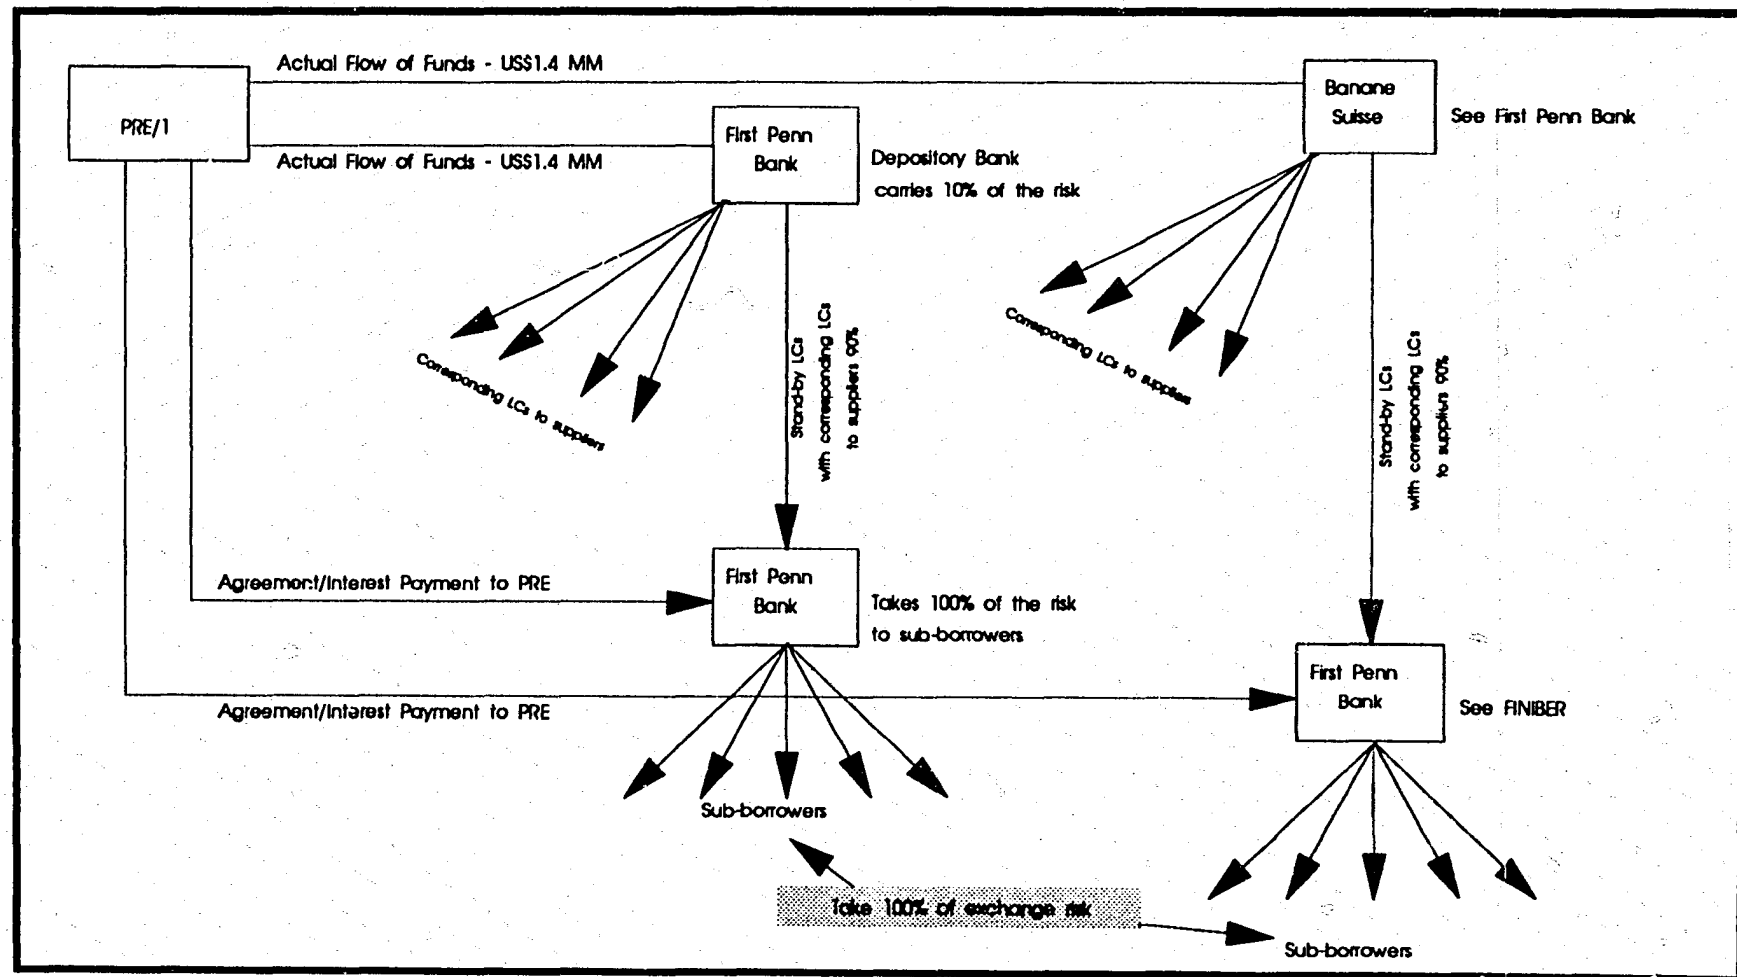 Actual Flow of Funds - US$1.4 MM
PRE/1
Actual Flow of Funds - US$1.4 MM
First Penn
Bank
Depository Bank
carries 10% of the risk
Banane
Suisse
See First Penn Bank
Corresponding LCs to suppliers
Stand-by LCs
with corresponding LCs
to suppliers 90%
Corresponding LCs to suppliers
Stand-by LCs
with corresponding LCs
to suppliers 90%
Agreement/Interest Payment to PRE
First Penn
Bank
Takes 100% of the risk
to sub-borrowers
Agreement/Interest Payment to PRE
First Penn
Bank
See FINIBER
Sub-borrowers
Take 100% of exchange risk
Sub-borrowers